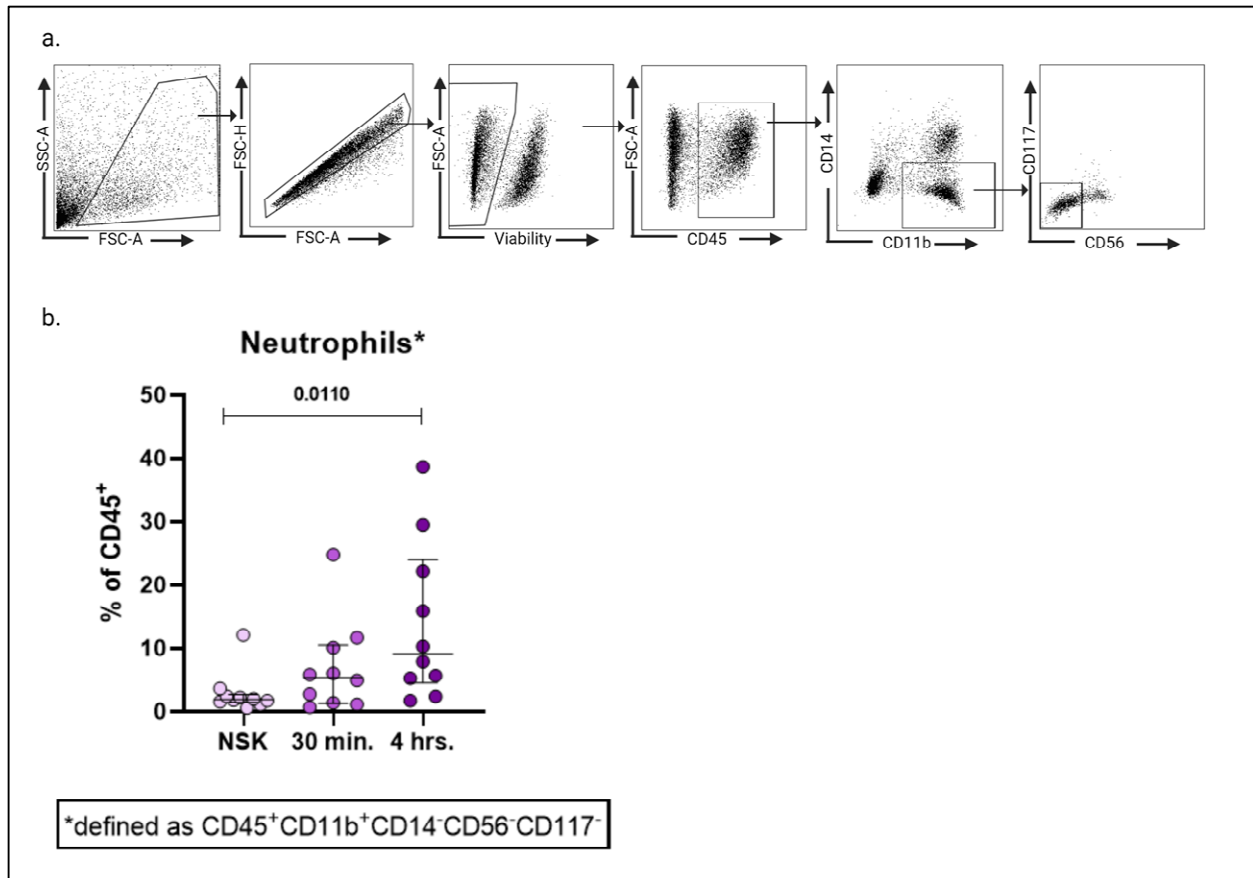 a.
SSC-A
FSC-A
FSC-H
FSC-A
FSC-A
Viability
FSC-A
CD45
CD14
CD11b
CD117
CD56
b.
Neutrophils*
0.0110
% of CD45⁺
50
40
30
20
10
0
NSK 30 min. 4 hrs.
*defined as CD45⁺CD11b⁺CD14⁻CD56⁻CD117⁻